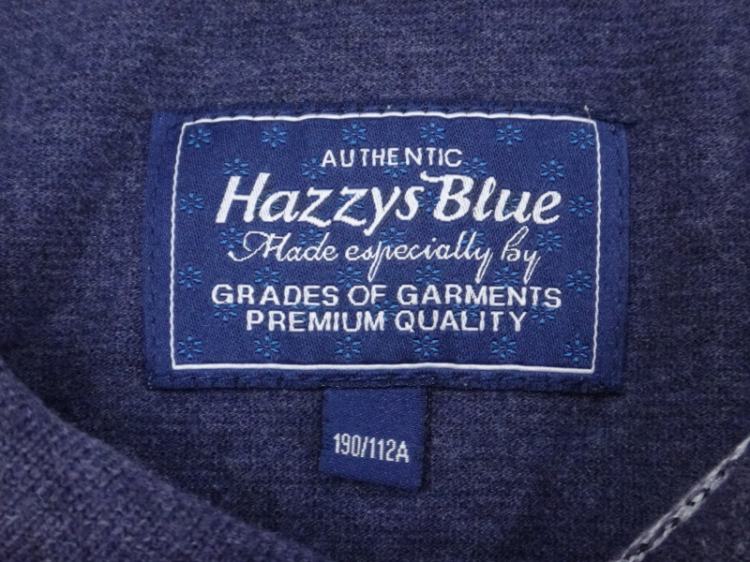 AUTHENTIC
Hazzys Blue
Made especially by
GRADES OF GARMENTS
PREMIUM QUALITY
190/112A